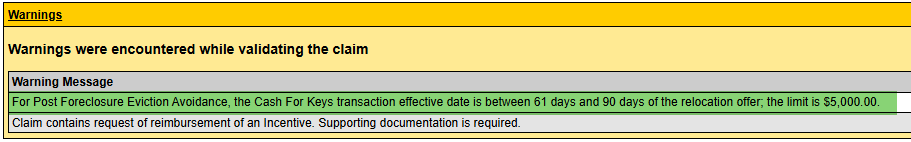 Warnings
Warnings were encountered while validating the claim
Warning Message
For Post Foreclosure Eviction Avoidance, the Cash For Keys transaction effective date is between 61 days and 90 days of the relocation offer; the limit is $5,000.00.
Claim contains request of reimbursement of an Incentive. Supporting documentation is required.